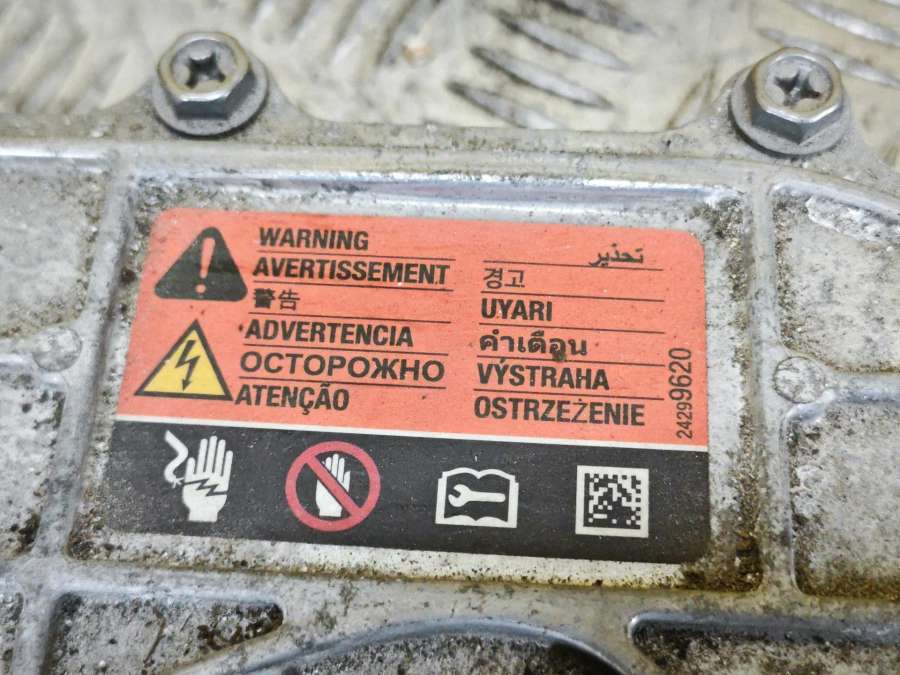 WARNING
AVERTISSEMENT
警告
ADVERTENCIA
ОСТОРОЖНО
ATENÇÃO
تحذير
경고
UYARI
คำเตือน
VÝSTRAHA
OSTRZEŻENIE
24299620